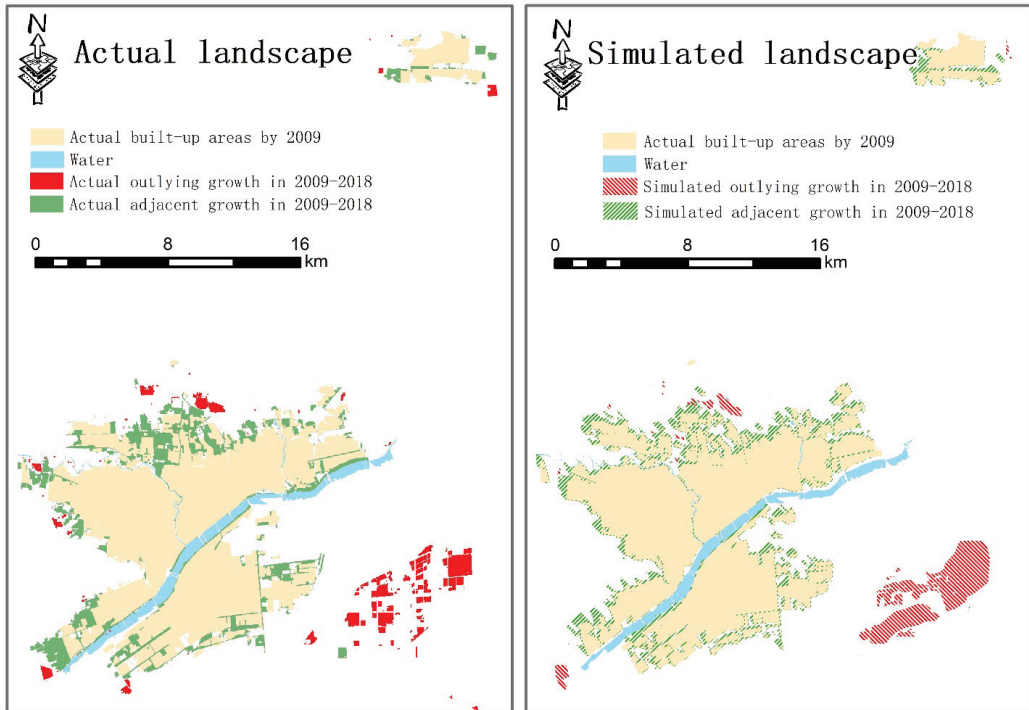 N
Actual landscape
Actual built-up areas by 2009
Water
Actual outlying growth in 2009-2018
Actual adjacent growth in 2009-2018
0 8 16
km
N
Simulated landscape
Actual built-up areas by 2009
Water
Simulated outlying growth in 2009-2018
Simulated adjacent growth in 2009-2018
0 8 16
km